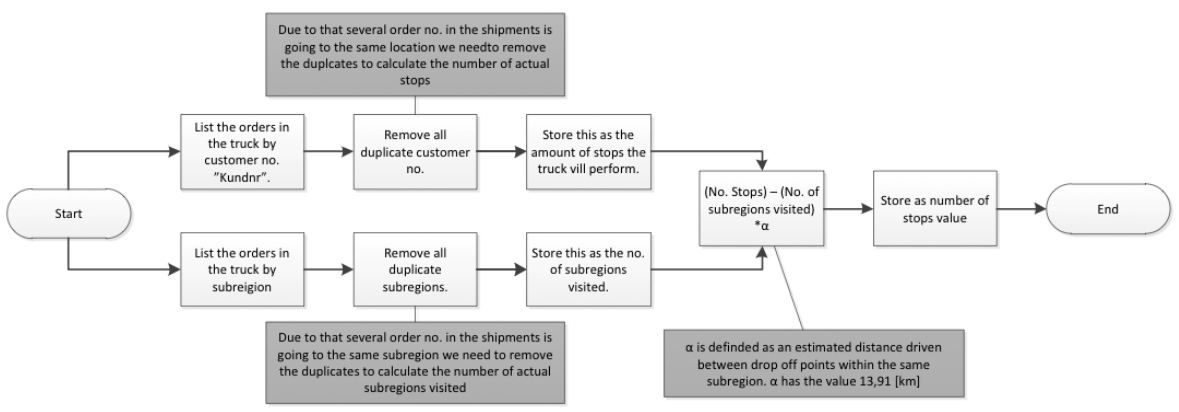 Due to that several order no. in the shipments is
going to the same location we needto remove
the duplcates to calculate the number of actual
stops
List the orders in
the truck by
customer no.
"Kundnr".
Remove all
duplicate customer
no.
Store this as the
amount of stops the
truck vill perform.
Start
(No. Stops) – (No. of
subregions visited)
*α
Store as number of
stops value
End
List the orders in
the truck by
subreigion
Remove all
duplicate
subregions.
Store this as the no.
of subregions
visited.
Due to that several order no. in the shipments is
going to the same subregion we need to remove
the duplicates to calculate the number of actual
subregions visited
α is definded as an estimated distance driven
between drop off points within the same
subregion. α has the value 13,91 [km]